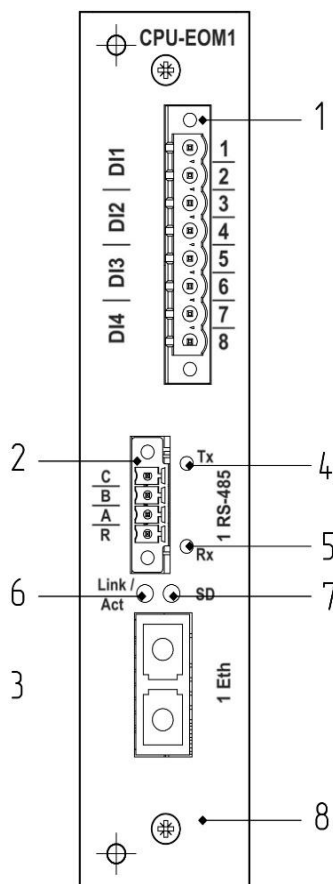 CPU-EOM1
1
DI1
1
2
DI2
3
4
DI3
5
6
DI4
7
8
2
Tx
4
C
B
A
R
1 RS-485
Rx
5
6
Link /
Act
SD
7
3
1 Eth
8